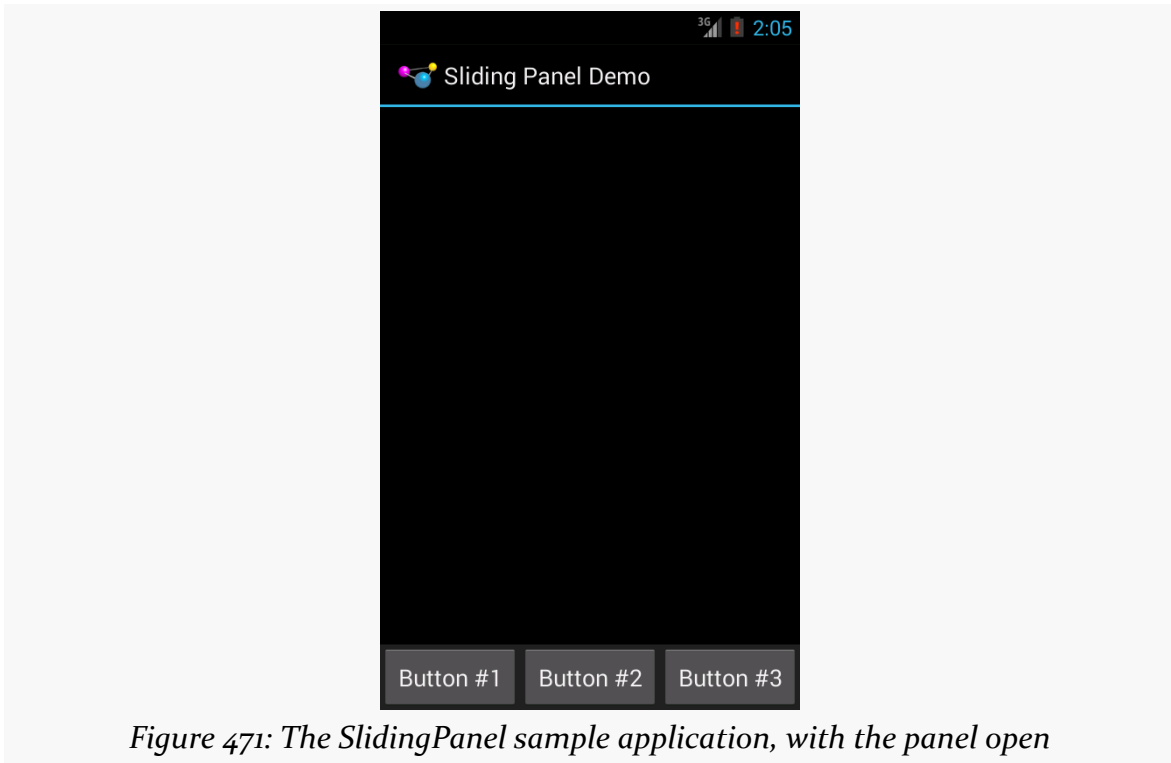 3G 2:05
Sliding Panel Demo
Button #1 Button #2 Button #3
Figure 471: The SlidingPanel sample application, with the panel open